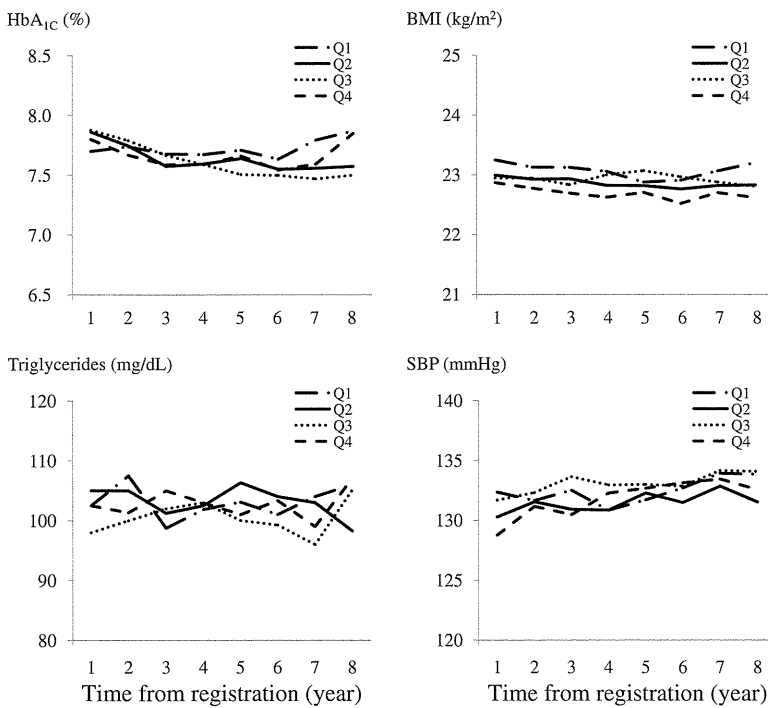 HbA1C (%)
Q1
Q2
Q3
Q4
8.5
8.0
7.5
7.0
6.5
1 2 3 4 5 6 7 8
BMI (kg/m²)
Q1
Q2
Q3
Q4
25
24
23
22
21
1 2 3 4 5 6 7 8
Triglycerides (mg/dL)
Q1
Q2
Q3
Q4
120
110
100
90
80
1 2 3 4 5 6 7 8
Time from registration (year)
SBP (mmHg)
Q1
Q2
Q3
Q4
140
135
130
125
120
1 2 3 4 5 6 7 8
Time from registration (year)